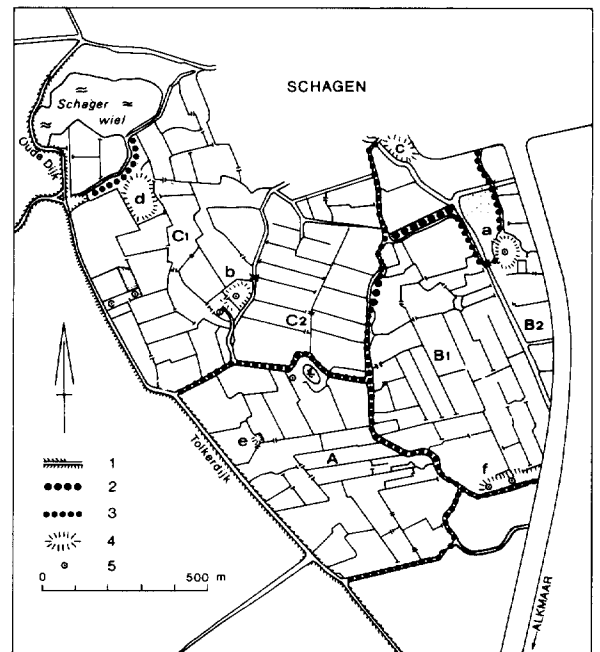 SCHAGEN
Schager
wiel
Oude Dijk
c
d
a
C1
b
C2
B2
B1
e
A
Tolkerdijk
f
1
2
3
4
5
0 500 m
ALKMAAR